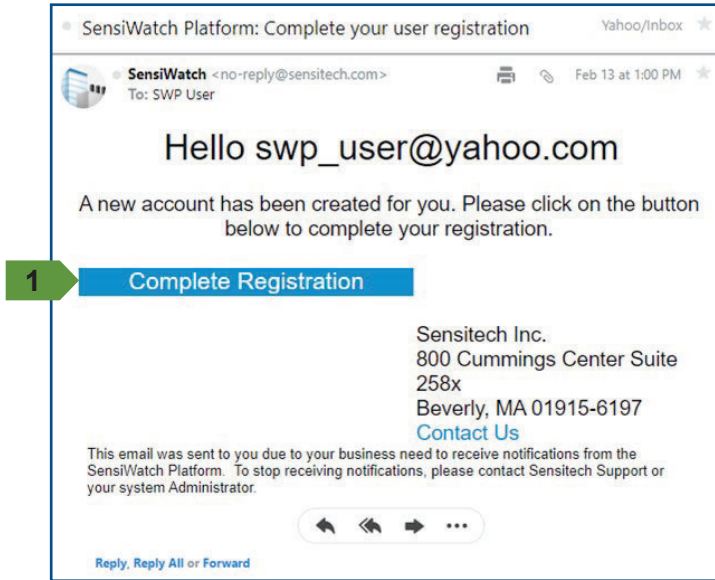 SensiWatch Platform: Complete your user registration Yahoo/Inbox
SensiWatch <no-reply@sensitech.com> Feb 13 at 1:00 PM
To: SWP User
Hello swp_user@yahoo.com
A new account has been created for you. Please click on the button
below to complete your registration.
1
Complete Registration
Sensitech Inc.
800 Cummings Center Suite
258x
Beverly, MA 01915-6197
Contact Us
This email was sent to you due to your business need to receive notifications from the
SensiWatch Platform. To stop receiving notifications, please contact Sensitech Support or
your system Administrator.
Reply, Reply All or Forward